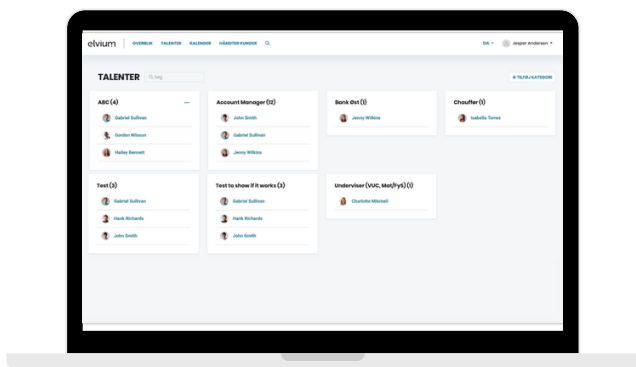 elvium OVERBLIK TALENTER KALENDER HÅNDTER KUNDER DA Jesper Andersen
TALENTER Søg + TILFØJ KATEGORI
ABC (4) ...
Gabriel Sullivan
Gordon Nilsson
Hailey Bennett
Account Manager (12)
John Smith
Gabriel Sullivan
Jenny Wilkins
Bank Øst (1)
Jenny Wilkins
Chauffør (1)
Isabella Torres
Test (3)
Gabriel Sullivan
Hank Richards
John Smith
Test to show if it works (3)
Gabriel Sullivan
Hank Richards
John Smith
Underviser (VUC, Mat/Fys) (1)
Charlotte Mitchell